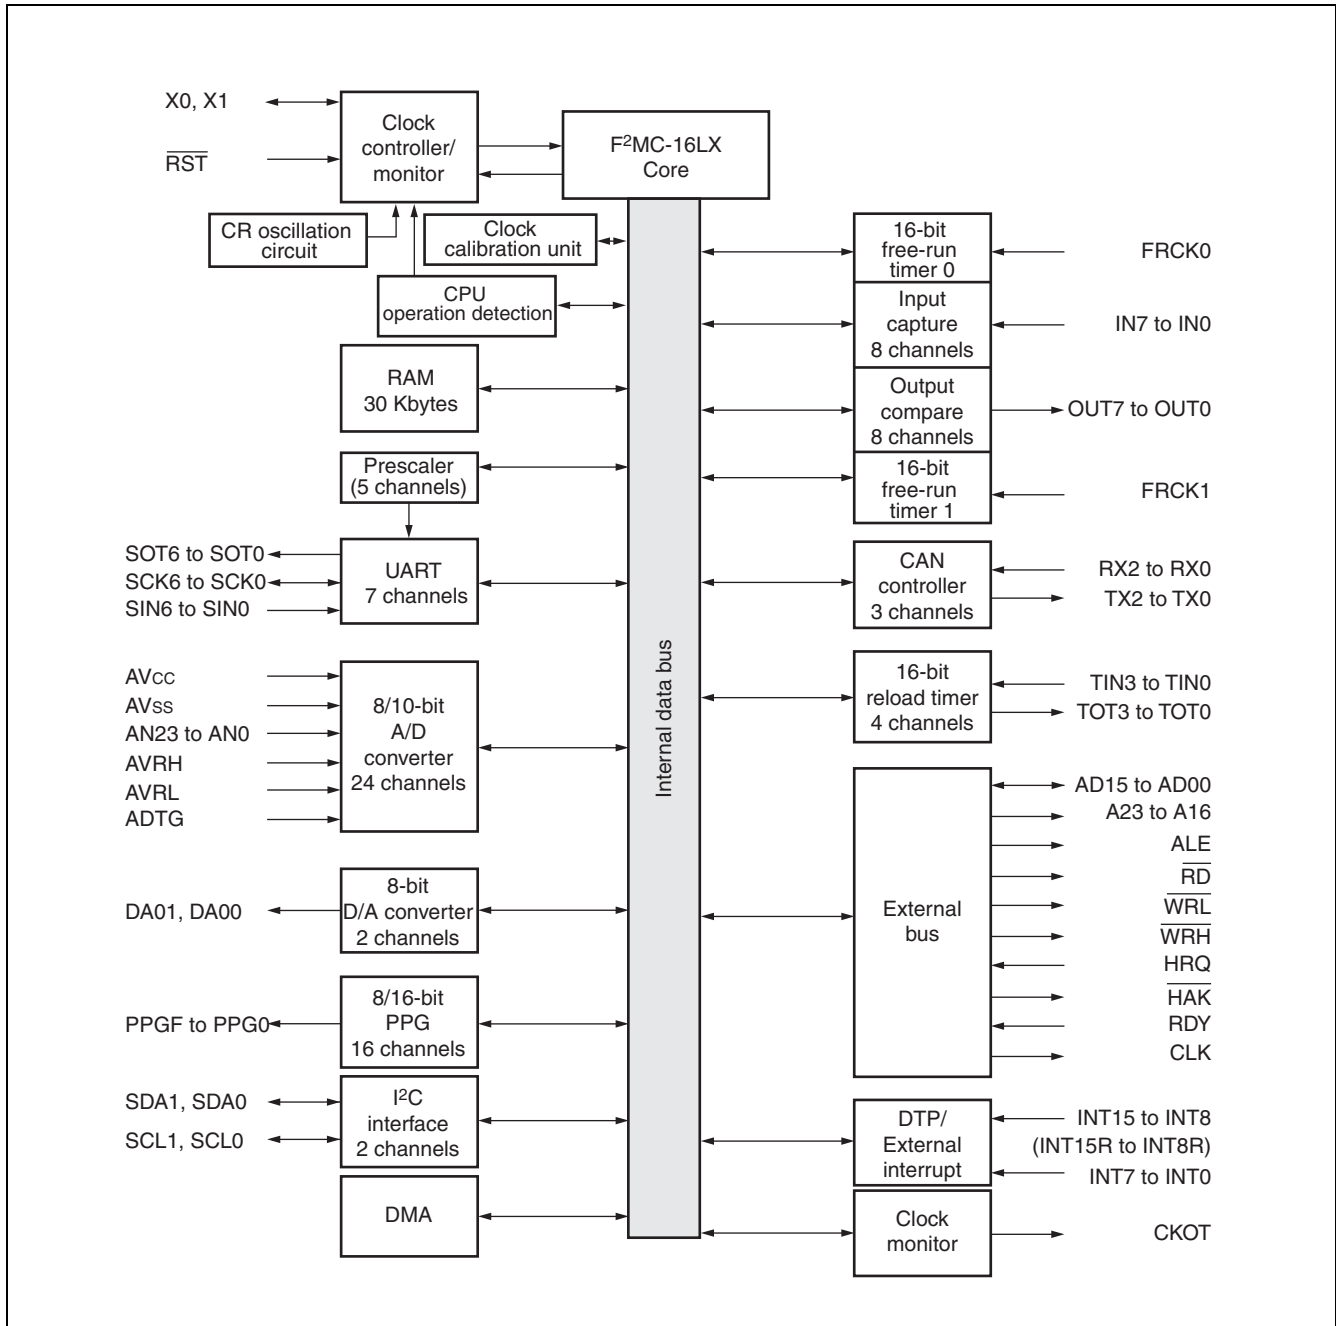 X0, X1
RST
Clock
controller/
monitor
F²MC-16LX
Core
CR oscillation
circuit
Clock
calibration unit
CPU
operation detection
RAM
30 Kbytes
Prescaler
(5 channels)
SOT6 to SOT0
SCK6 to SCK0
SIN6 to SIN0
UART
7 channels
AVCC
AVSS
AN23 to AN0
AVRH
AVRL
ADTG
8/10-bit
A/D
converter
24 channels
DA01, DA00
8-bit
D/A converter
2 channels
PPGF to PPG0
8/16-bit
PPG
16 channels
SDA1, SDA0
SCL1, SCL0
I²C
interface
2 channels
DMA
Internal data bus
16-bit
free-run
timer 0
FRCK0
Input
capture
8 channels
IN7 to IN0
Output
compare
8 channels
OUT7 to OUT0
16-bit
free-run
timer 1
FRCK1
CAN
controller
3 channels
RX2 to RX0
TX2 to TX0
16-bit
reload timer
4 channels
TIN3 to TIN0
TOT3 to TOT0
External
bus
AD15 to AD00
A23 to A16
ALE
RD
WRL
WRH
HRQ
HAK
RDY
CLK
DTP/
External
interrupt
INT15 to INT8
(INT15R to INT8R)
INT7 to INT0
Clock
monitor
CKOT